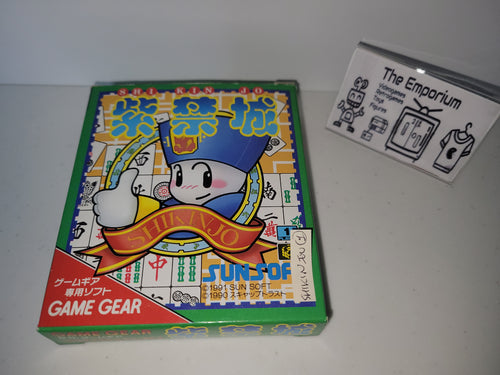 SHI KIN JO
紫禁城
SHIKINJO
SUNSOF
©1991 SUN SOFT
©1990 スキャップトラスト
ゲームギア
専用ソフト
GAME GEAR
The Emporium
Videogames
Retrogames
Toys
Figures